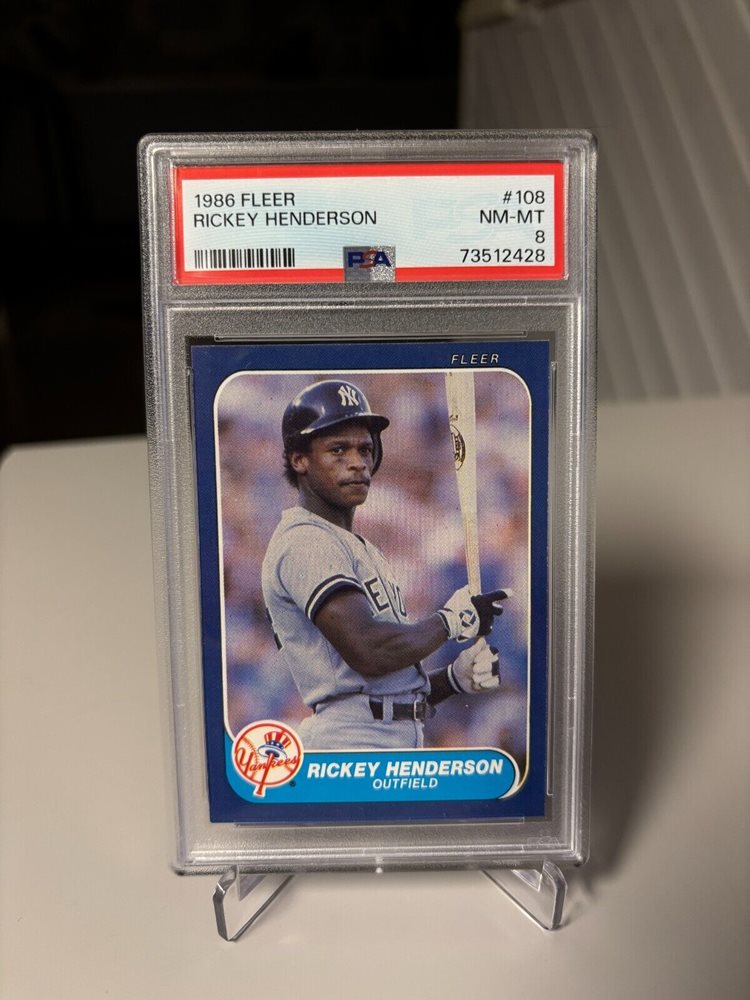 1986 FLEER #108
RICKEY HENDERSON NM-MT
8
PSA 73512428
FLEER
NY
Yankees
RICKEY HENDERSON
OUTFIELD